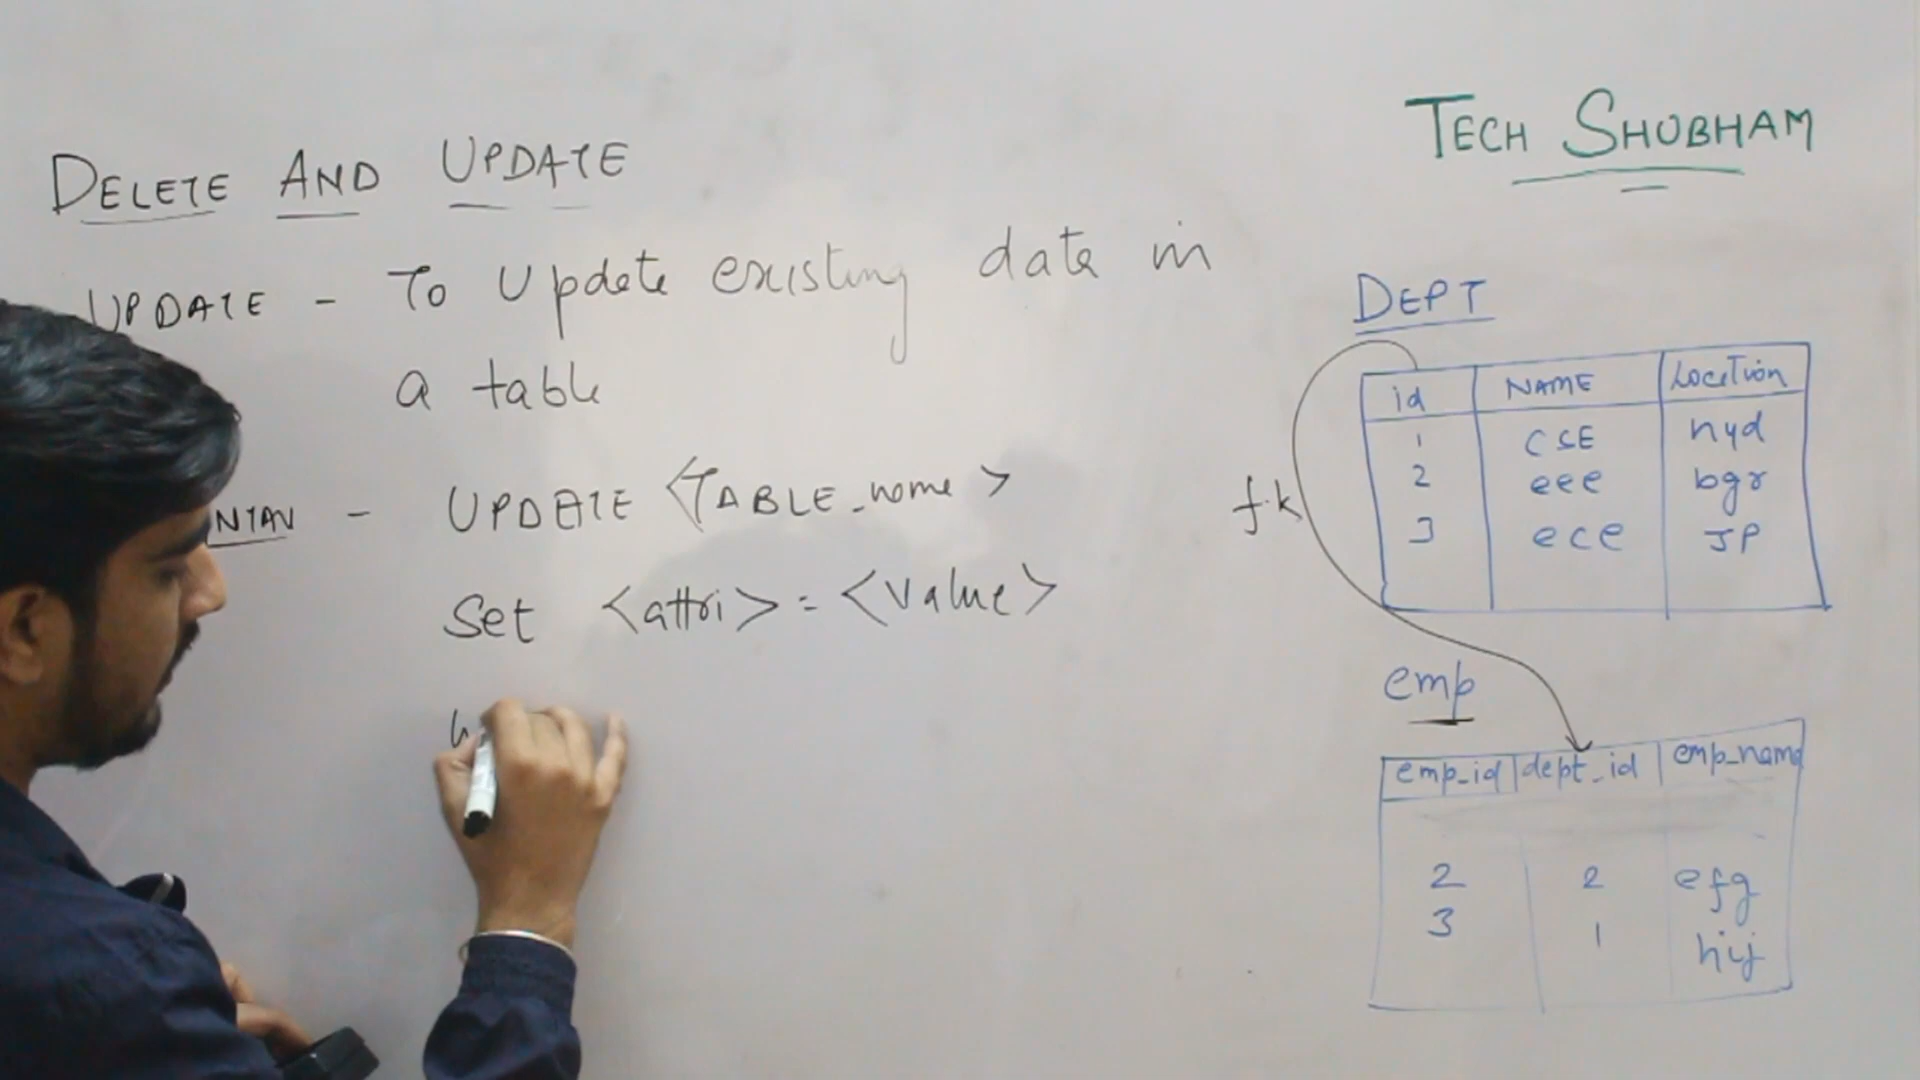 TECH SHUBHAM
DELETE AND UPDATE
UPDATE - To Update existing data in
a table
- UPDATE <TABLE_name>
Set <attri> = <value>
f.k
DEPT
id NAME Location
1 CSE hyd
2 eee bgr
3 ece JP
emp
emp_id dept_id emp_name
2 2 efg
3 1 hij